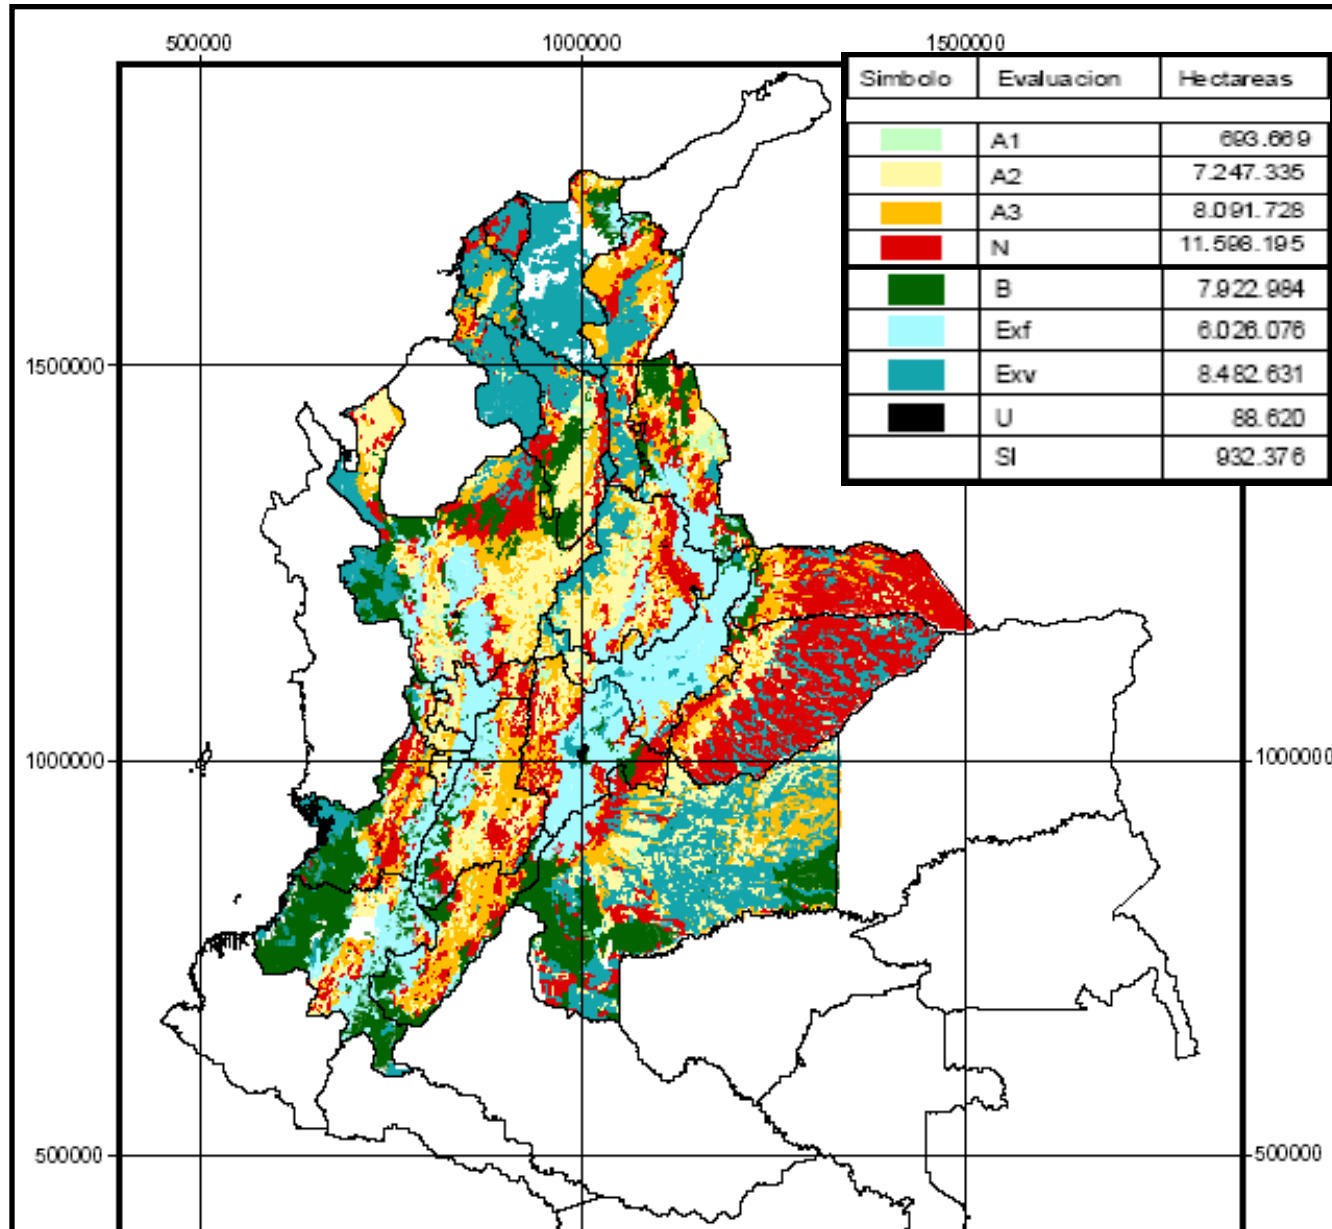 500000 1000000 1500000
Simbolo Evaluacion Hectareas
A1 693.669
A2 7.247.335
A3 8.091.728
N 11.598.195
B 7.922.984
Exf 6.026.076
Exv 8.482.631
U 88.620
SI 932.376
1500000
1000000 1000000
500000 500000